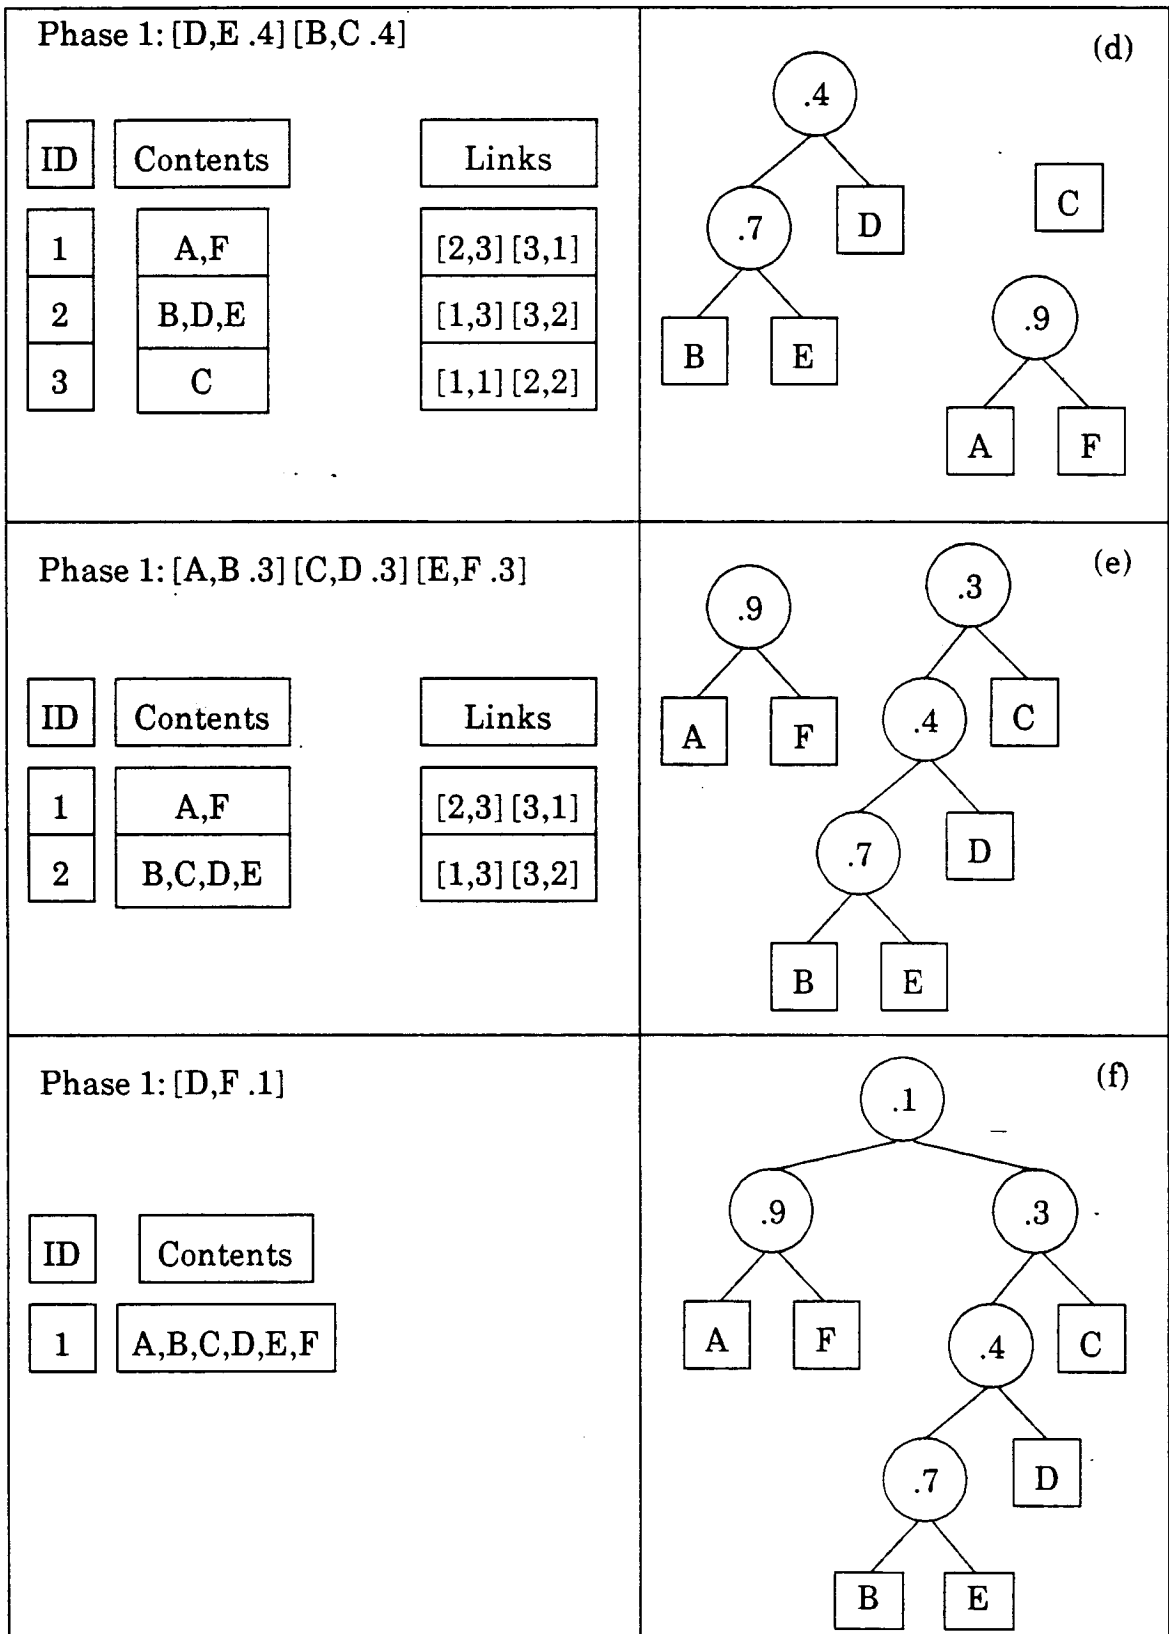 Phase 1: [D,E .4] [B,C .4]
ID Contents Links
1 A,F [2,3] [3,1]
2 B,D,E [1,3] [3,2]
3 C [1,1] [2,2]
(d)
.4
.7 D C
B E .9
A F
Phase 1: [A,B .3] [C,D .3] [E,F .3]
ID Contents Links
1 A,F [2,3] [3,1]
2 B,C,D,E [1,3] [3,2]
(e)
.9 .3
A F .4 C
.7 D
B E
Phase 1: [D,F .1]
ID Contents
1 A,B,C,D,E,F
(f)
.1
.9 .3
A F .4 C
.7 D
B E